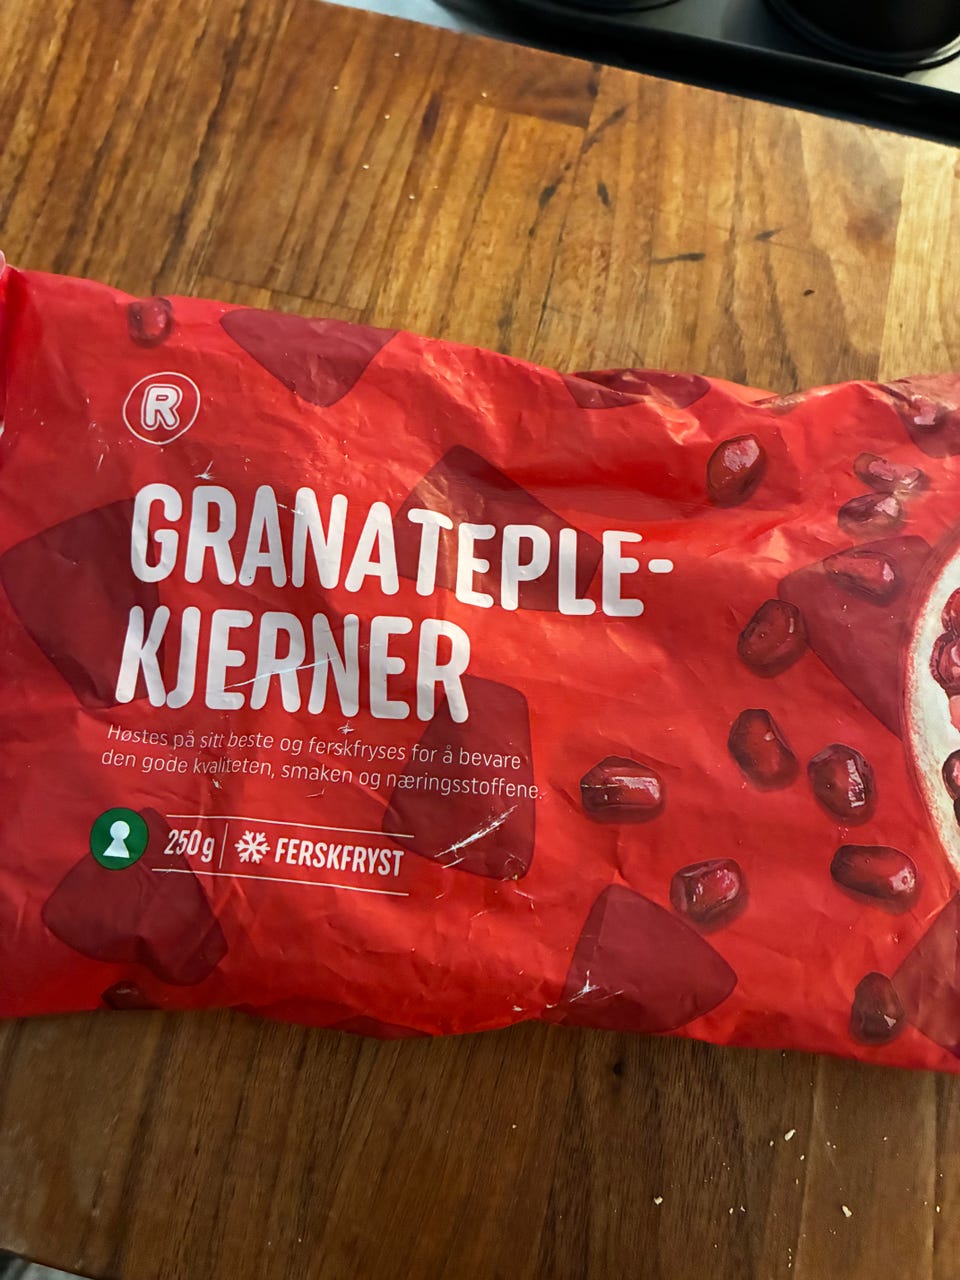 R
GRANATEPLE-
KJERNER
Høstes på sitt beste og ferskfryses for å bevare
den gode kvaliteten, smaken og næringsstoffene.
250g FERSKFRYST